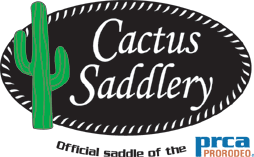 Cactus
Saddlery
Official saddle of the prca
PRORODEO.